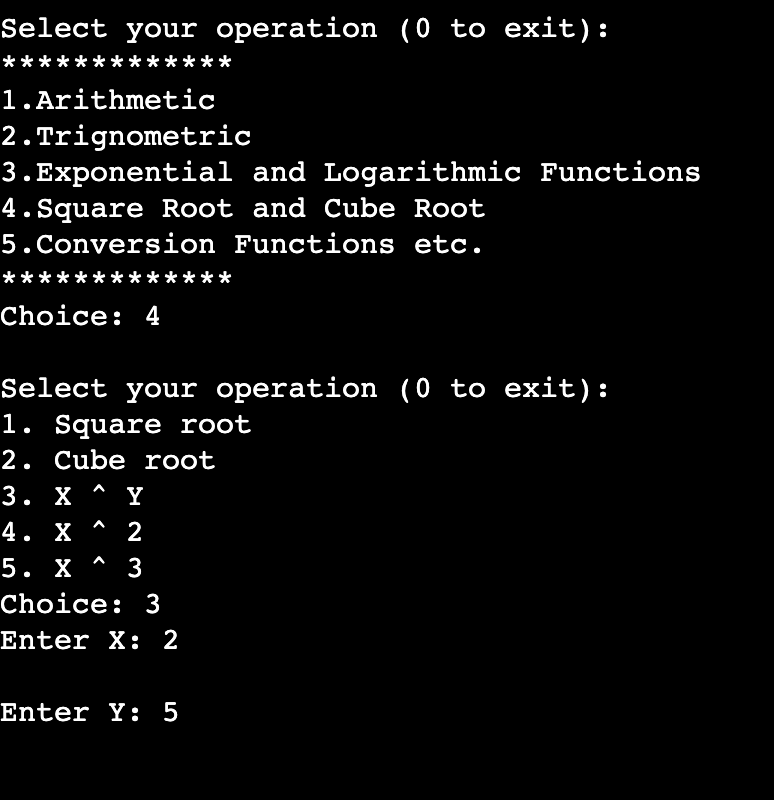 Select your operation (0 to exit):
*************
1.Arithmetic
2.Trignometric
3.Exponential and Logarithmic Functions
4.Square Root and Cube Root
5.Conversion Functions etc.
*************
Choice: 4
Select your operation (0 to exit):
1. Square root
2. Cube root
3. X ^ Y
4. X ^ 2
5. X ^ 3
Choice: 3
Enter X: 2
Enter Y: 5